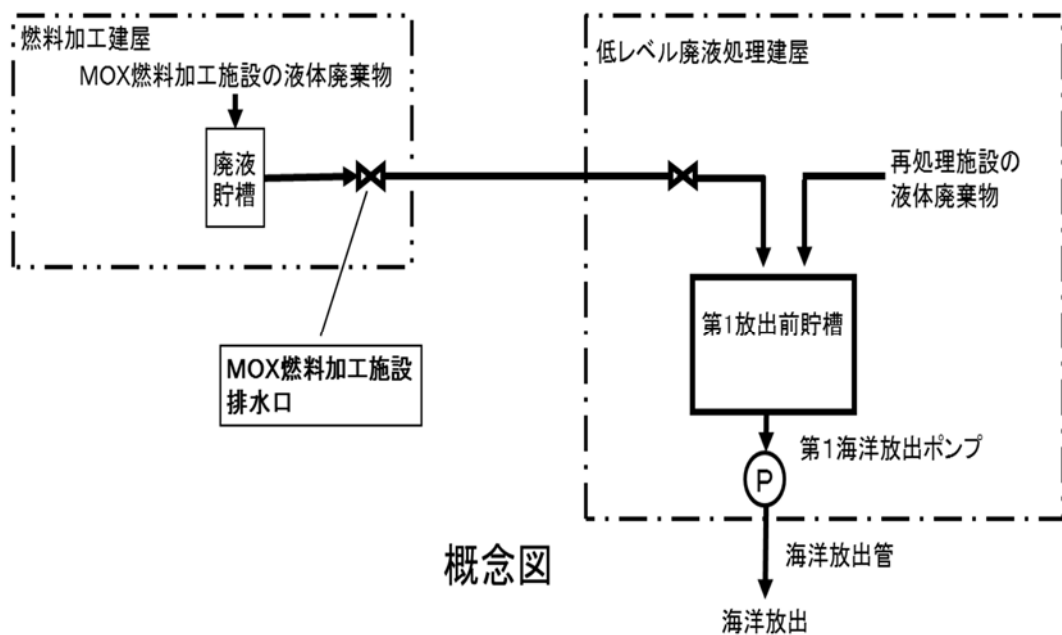 燃料加工建屋
MOX燃料加工施設の液体廃棄物
廃液
貯槽
MOX燃料加工施設
排水口
低レベル廃液処理建屋
再処理施設の
液体廃棄物
第1放出前貯槽
第1海洋放出ポンプ
P
海洋放出管
海洋放出
概念図